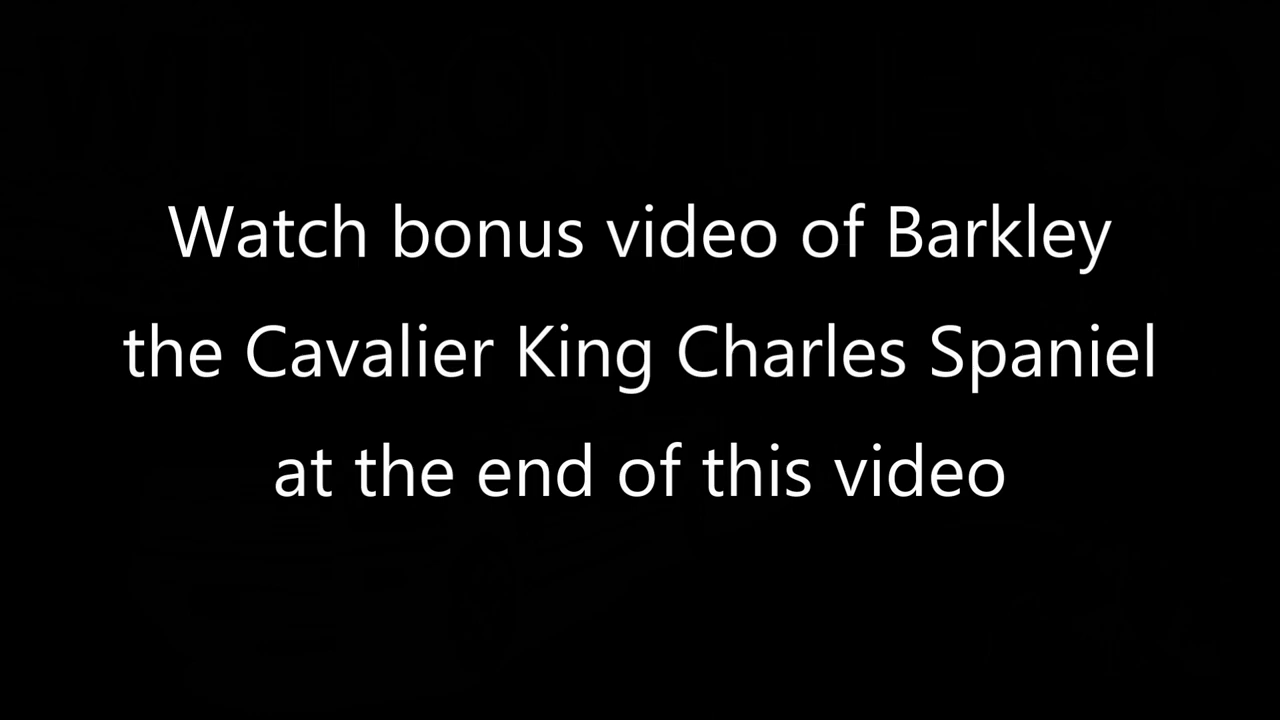 Watch bonus video of Barkley
the Cavalier King Charles Spaniel
at the end of this video